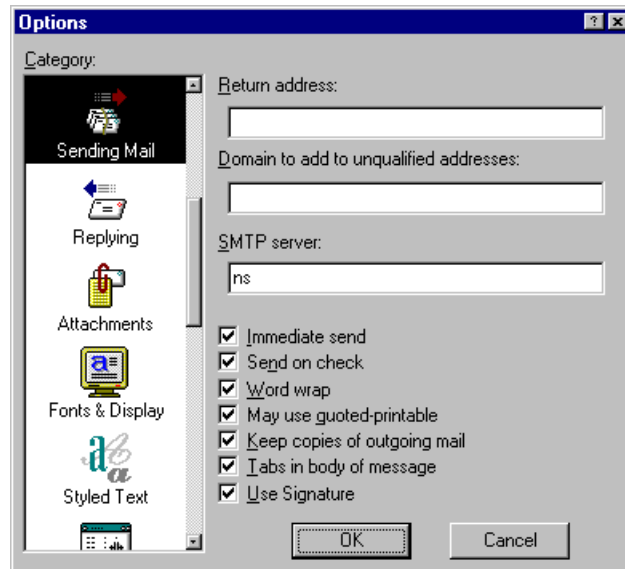 Options
Category:
Sending Mail
Replying
Attachments
Fonts & Display
Styled Text
Return address:
Domain to add to unqualified addresses:
SMTP server:
ns
Immediate send
Send on check
Word wrap
May use quoted-printable
Keep copies of outgoing mail
Tabs in body of message
Use Signature
OK
Cancel